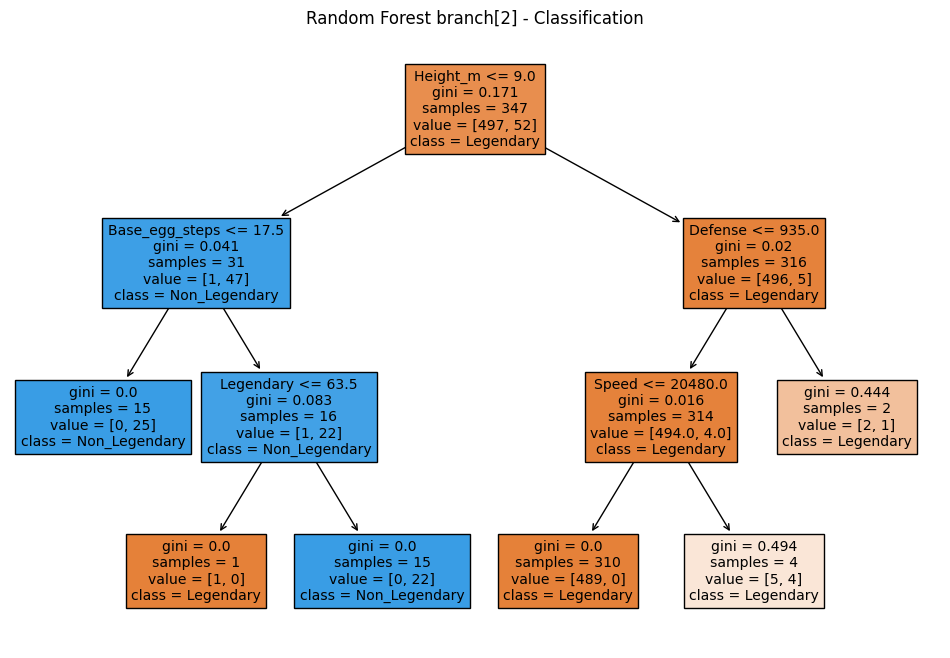 Random Forest branch[2] - Classification
Height_m <= 9.0
gini = 0.171
samples = 347
value = [497, 52]
class = Legendary
Base_egg_steps <= 17.5
gini = 0.041
samples = 31
value = [1, 47]
class = Non_Legendary
Defense <= 935.0
gini = 0.02
samples = 316
value = [496, 5]
class = Legendary
gini = 0.0
samples = 15
value = [0, 25]
class = Non_Legendary
Legendary <= 63.5
gini = 0.083
samples = 16
value = [1, 22]
class = Non_Legendary
Speed <= 20480.0
gini = 0.016
samples = 314
value = [494.0, 4.0]
class = Legendary
gini = 0.444
samples = 2
value = [2, 1]
class = Legendary
gini = 0.0
samples = 1
value = [1, 0]
class = Legendary
gini = 0.0
samples = 15
value = [0, 22]
class = Non_Legendary
gini = 0.0
samples = 310
value = [489, 0]
class = Legendary
gini = 0.494
samples = 4
value = [5, 4]
class = Legendary